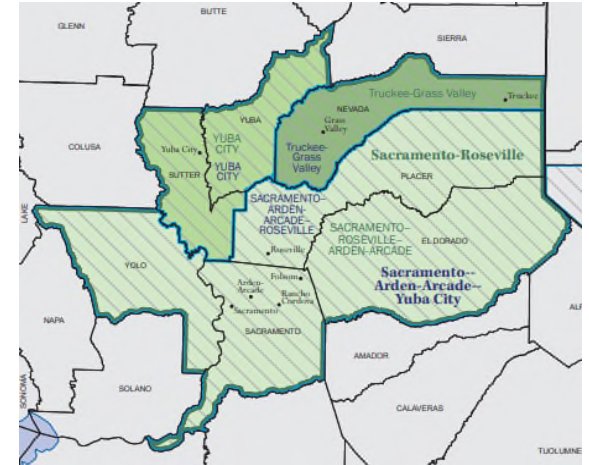 BUTTE
GLENN
SIERRA
Truckee-Grass Valley
Truckee
NEVADA
YUBA
Grass
Valley
COLUSA
Yuba City
YUBA
CITY
YUBA
CITY
Truckee-
Grass
Valley
Sacramento-Roseville
SUTTER
PLACER
SACRAMENTO--
ARDEN-
ARCADE--
ROSEVILLE
LAKE
SACRAMENTO--
ROSEVILLE--
ARDEN-ARCADE
EL DORADO
Roseville
YOLO
Sacramento--
Arden-Arcade--
Yuba City
Folsom
Arden-
Arcade
Rancho
Cordova
Sacramento
NAPA
SACRAMENTO
ALP
AMADOR
SOLANO
SONOMA
CALAVERAS
TUOLUMNE